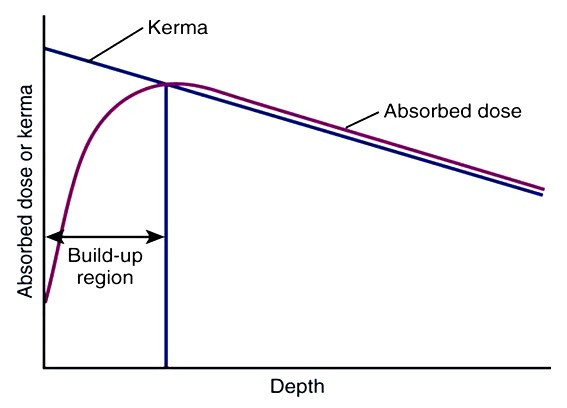 Kerma
Absorbed dose
Absorbed dose or kerma
Build-up
region
Depth